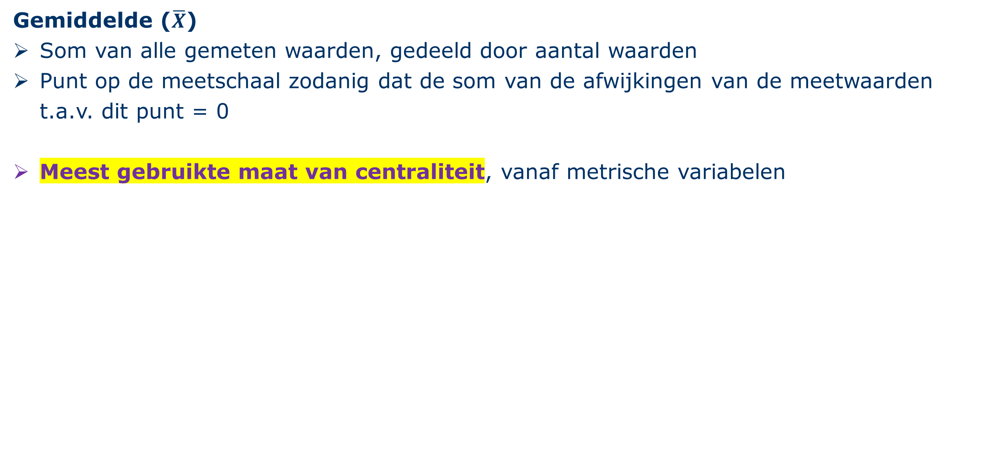 Gemiddelde (X̅)
➢ Som van alle gemeten waarden, gedeeld door aantal waarden
➢ Punt op de meetschaal zodanig dat de som van de afwijkingen van de meetwaarden
t.a.v. dit punt = 0
➢ Meest gebruikte maat van centraliteit, vanaf metrische variabelen